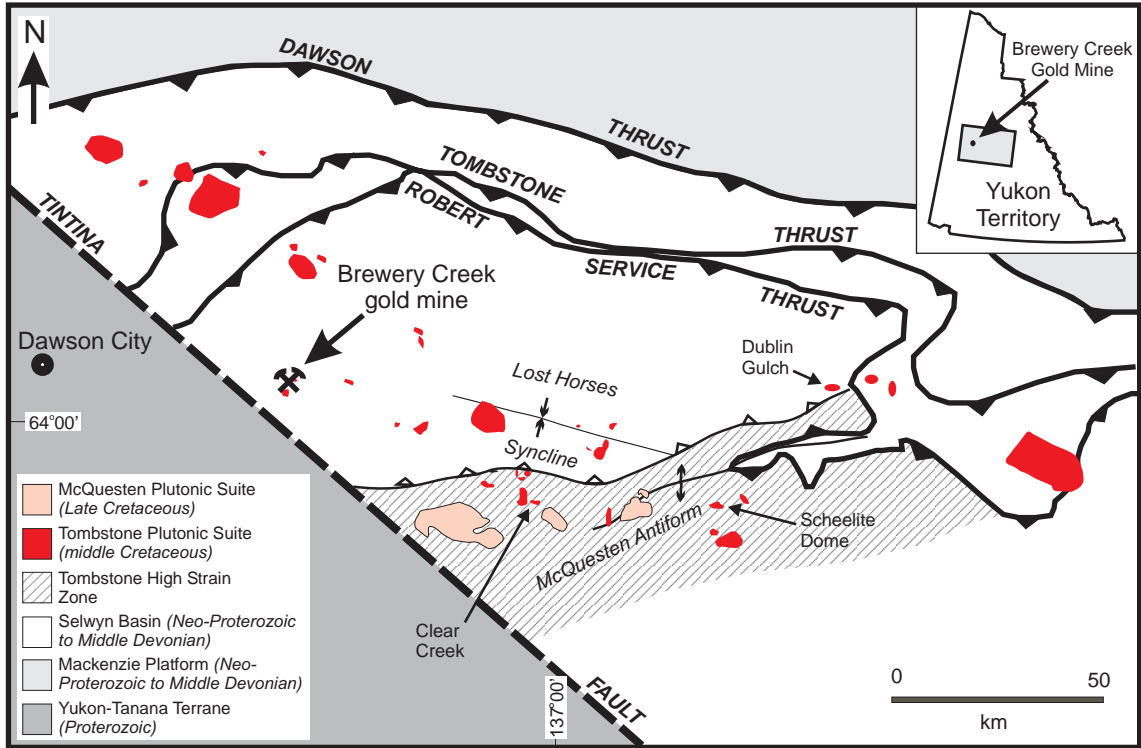 N
DAWSON
THRUST
Brewery Creek
Gold Mine
Yukon
Territory
TOMBSTONE
THRUST
ROBERT
SERVICE
THRUST
TINTINA
FAULT
Brewery Creek
gold mine
Dawson City
64°00'
Lost Horses
Syncline
Dublin
Gulch
McQuesten Antiform
Scheelite
Dome
Clear
Creek
137°00'
McQuesten Plutonic Suite
(Late Cretaceous)
Tombstone Plutonic Suite
(middle Cretaceous)
Tombstone High Strain
Zone
Selwyn Basin (Neo-Proterozoic
to Middle Devonian)
Mackenzie Platform (Neo-
Proterozoic to Middle Devonian)
Yukon-Tanana Terrane
(Proterozoic)
0 50
km